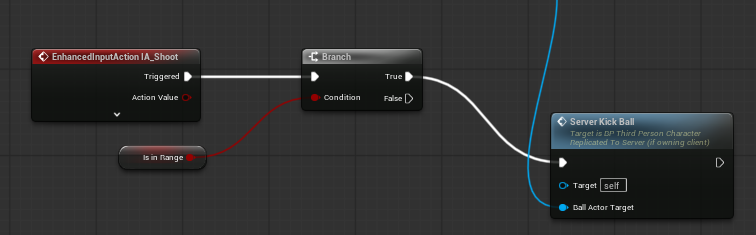 EnhancedInputAction IA_Shoot
Triggered
Action Value
Branch
True
Condition
False
Is in Range
Server Kick Ball
Target is BP Third Person Character
Replicated To Server (if owning client)
Target self
Ball Actor Target